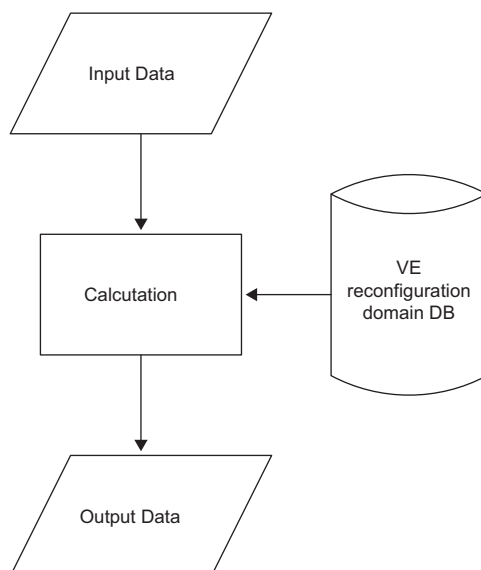 Input Data
Calcutation
VE
reconfiguration
domain DB
Output Data